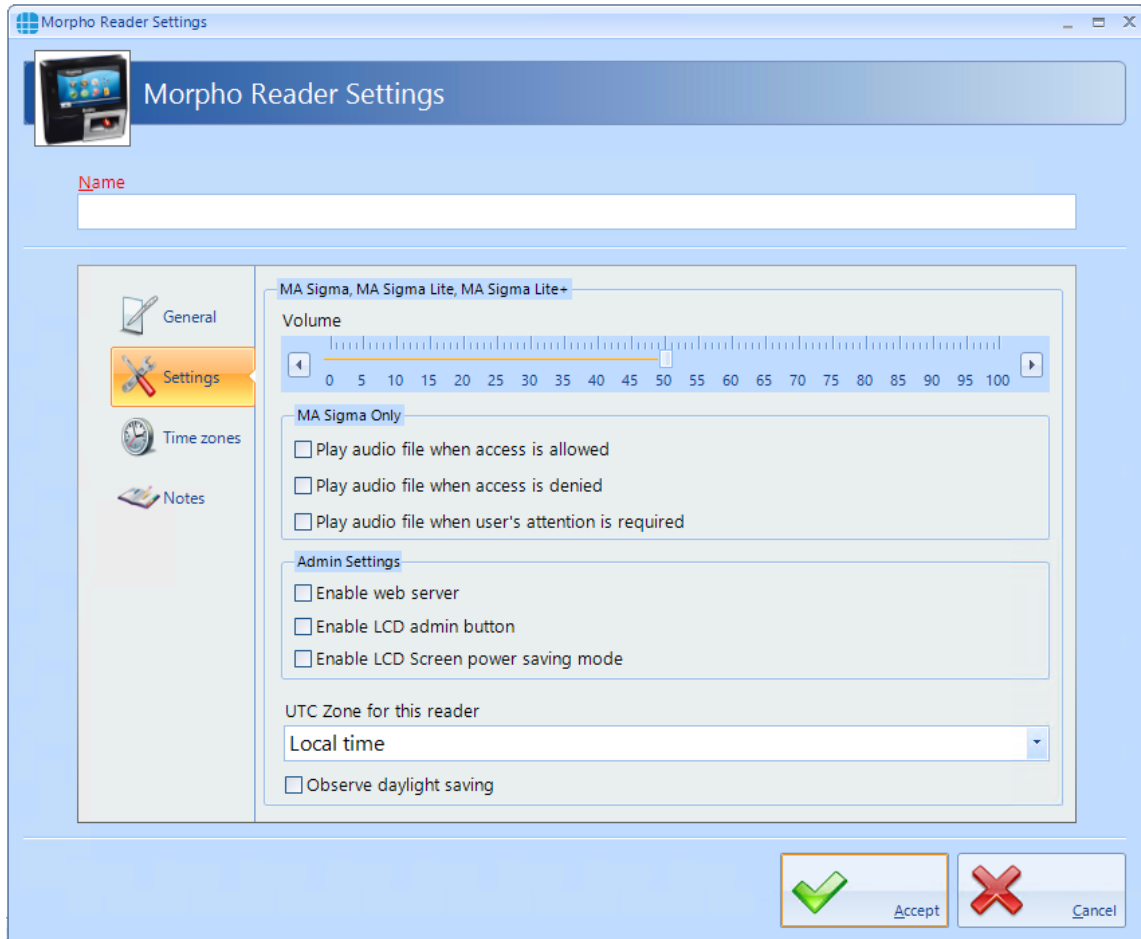 Morpho Reader Settings
Morpho Reader Settings
Name
General
Settings
Time zones
Notes
MA Sigma, MA Sigma Lite, MA Sigma Lite+
Volume
0 5 10 15 20 25 30 35 40 45 50 55 60 65 70 75 80 85 90 95 100
MA Sigma Only
Play audio file when access is allowed
Play audio file when access is denied
Play audio file when user's attention is required
Admin Settings
Enable web server
Enable LCD admin button
Enable LCD Screen power saving mode
UTC Zone for this reader
Local time
Observe daylight saving
Accept
Cancel